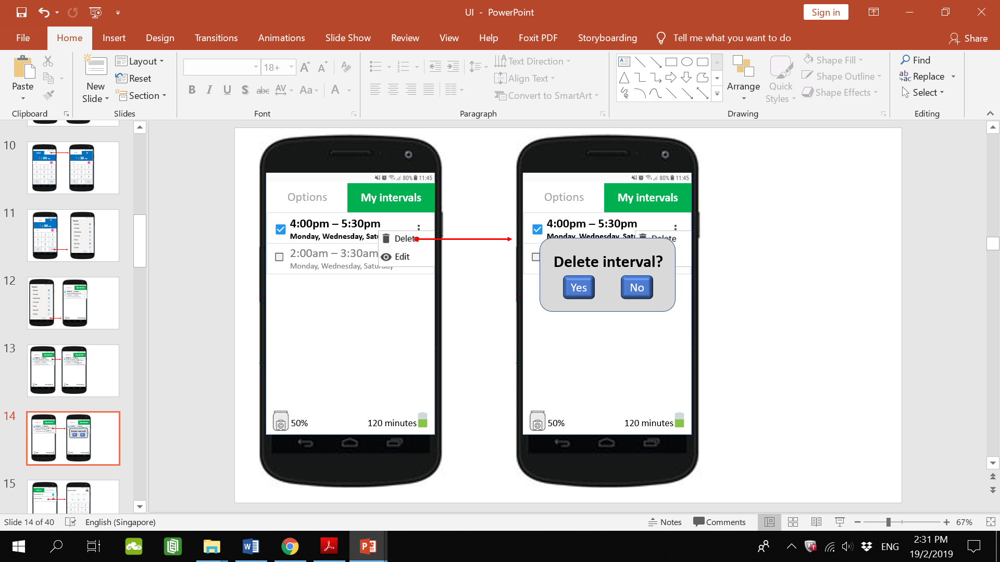 UI - PowerPoint
Sign in
File Home Insert Design Transitions Animations Slide Show Review View Help Foxit PDF Storyboarding Tell me what you want to do Share
Paste
Clipboard
New Slide
Layout
Reset
Section
Slides
18+
B I U S abc AV Aa A
Font
Text Direction
Align Text
Convert to SmartArt
Paragraph
Arrange
Quick Styles
Shape Fill
Shape Outline
Shape Effects
Drawing
Find
Replace
Select
Editing
10
11
12
13
14
15
80% 11:45
Options My intervals
4:00pm – 5:30pm
Monday, Wednesday, Satu
Delete
2:00am – 3:30am
Edit
Monday, Wednesday, Saturday
50% 120 minutes
80% 11:45
Options My intervals
4:00pm – 5:30pm
Monday, Wednesday, Satu
Delete
Delete interval?
Yes No
50% 120 minutes
Slide 14 of 40 English (Singapore) Notes Comments 67%
ENG
2:31 PM
19/2/2019